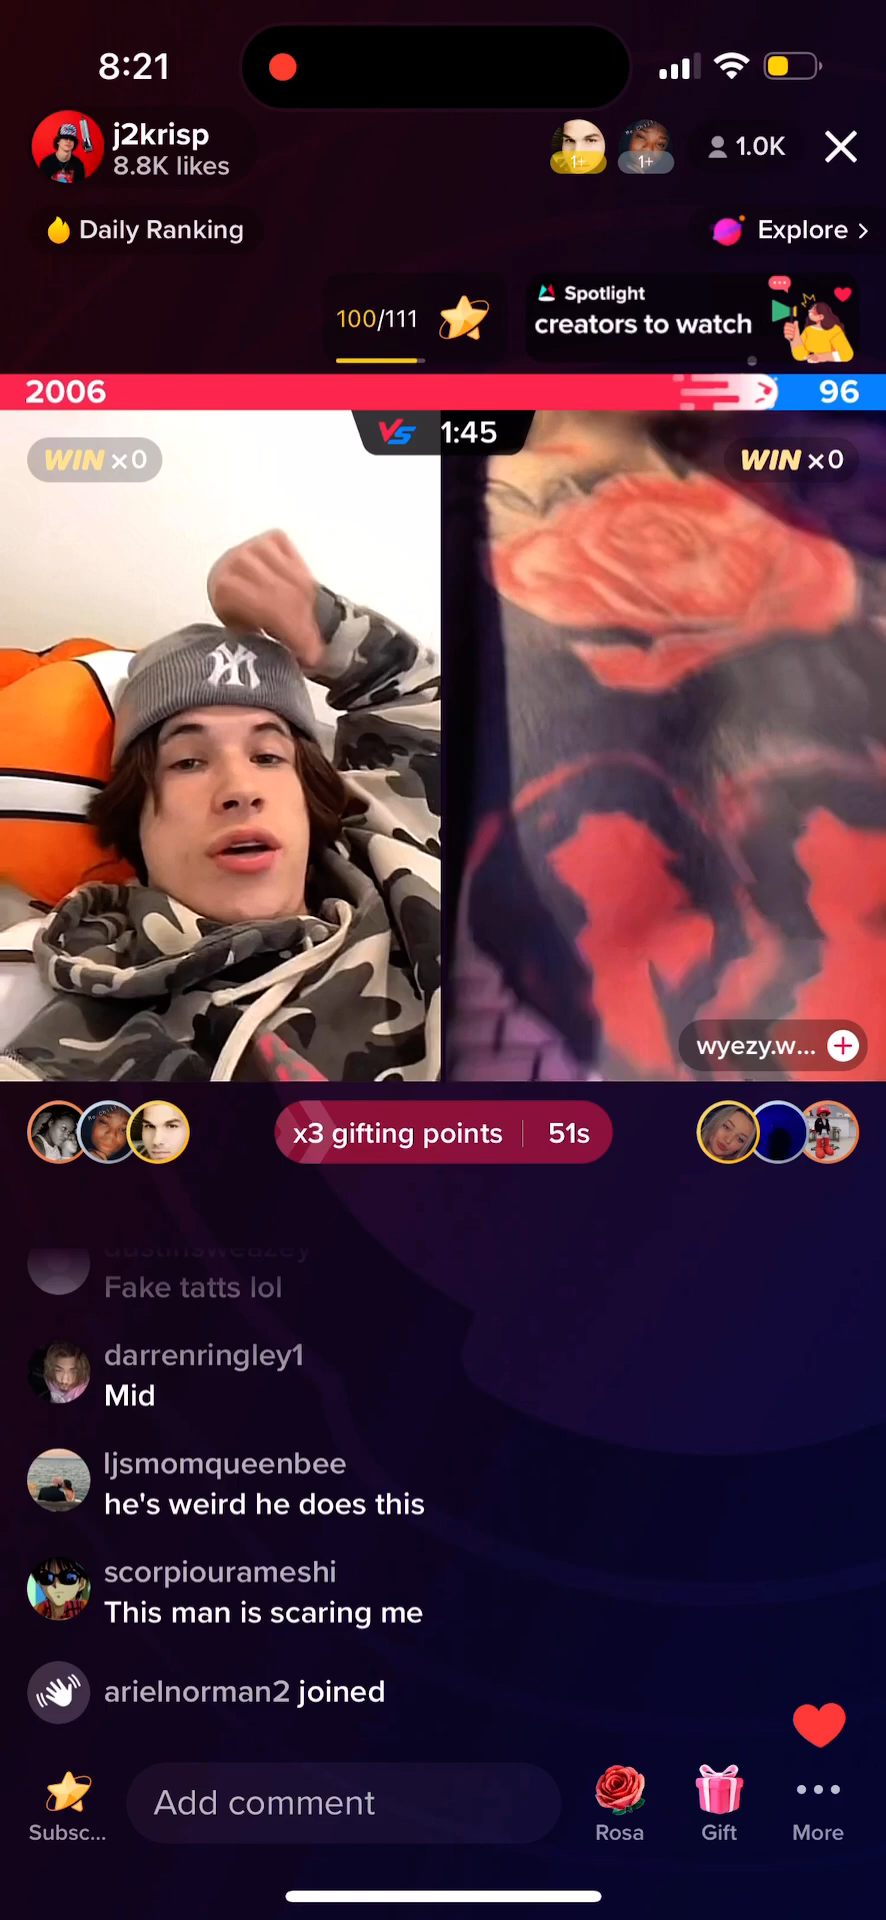 8:21
j2krisp
8.8K likes
1+
1+
1.0K
Daily Ranking
Explore >
100/111
Spotlight
creators to watch
2006
96
VS 1:45
WIN x0
WIN x0
NY
wyezy.w...
x3 gifting points | 51s
dustinsweazey
Fake tatts lol
darrenringley1
Mid
ljsmomqueenbee
he's weird he does this
scorpiourameshi
This man is scaring me
arielnorman2 joined
Subsc...
Add comment
Rosa
Gift
More